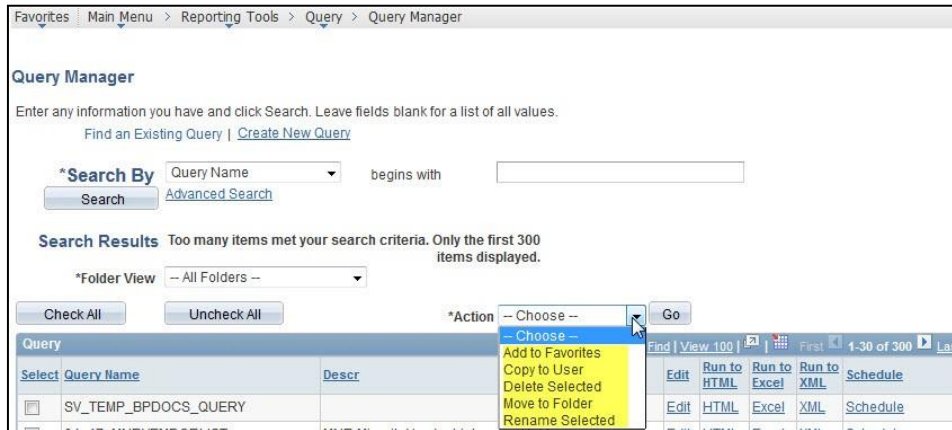 Favorites | Main Menu > Reporting Tools > Query > Query Manager
Query Manager
Enter any information you have and click Search. Leave fields blank for a list of all values.
Find an Existing Query | Create New Query
*Search By Query Name begins with
Search Advanced Search
Search Results Too many items met your search criteria. Only the first 300
items displayed.
*Folder View -- All Folders --
Check All Uncheck All *Action -- Choose -- Go
-- Choose --
Add to Favorites
Copy to User
Delete Selected
Move to Folder
Rename Selected
Query Find | View 100 | First 1-30 of 300
Select Query Name Descr Edit Run to HTML Run to Excel Run to XML Schedule
SV_TEMP_BPDOCS_QUERY Edit HTML Excel XML Schedule